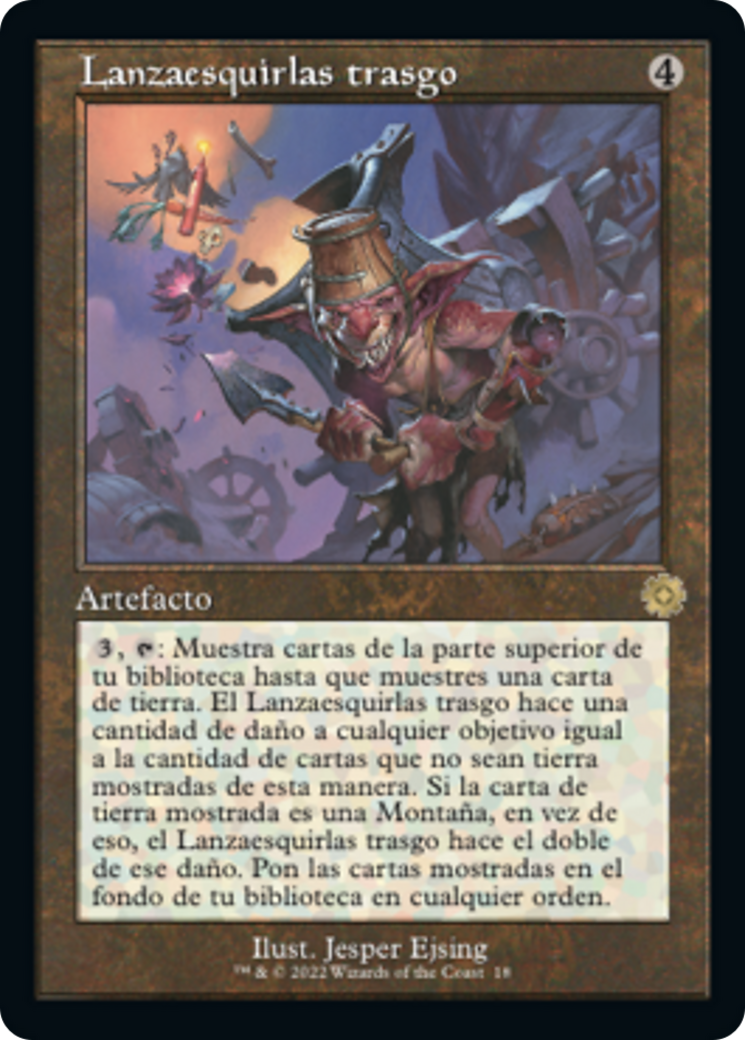 Lanzaesquirlas trasgo 4
Artefacto
3, : Muestra cartas de la parte superior de
tu biblioteca hasta que muestres una carta
de tierra. El Lanzaesquirlas trasgo hace una
cantidad de daño a cualquier objetivo igual
a la cantidad de cartas que no sean tierra
mostradas de esta manera. Si la carta de
tierra mostrada es una Montaña, en vez de
eso, el Lanzaesquirlas trasgo hace el doble
de ese daño. Pon las cartas mostradas en el
fondo de tu biblioteca en cualquier orden.
Ilust. Jesper Ejsing
™ & © 2022 Wizards of the Coast 18